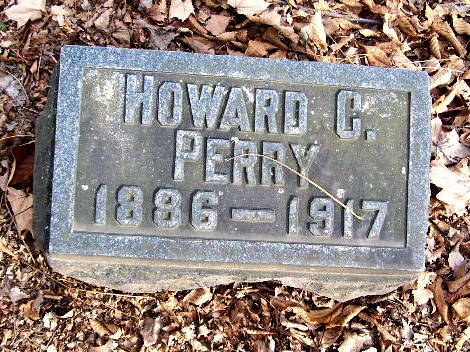 HOWARD C.
PERRY
1886 — 1917